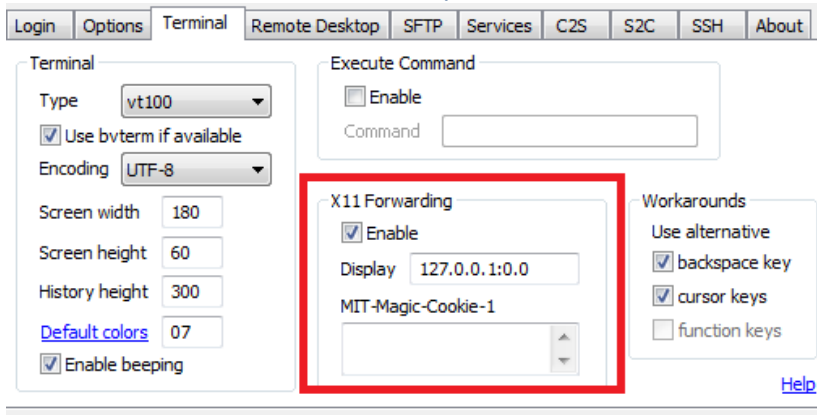 Login Options Terminal Remote Desktop SFTP Services C2S S2C SSH About
Terminal
Type vt100
Use bvterm if available
Encoding UTF-8
Screen width 180
Screen height 60
History height 300
Default colors 07
Enable beeping
Execute Command
Enable
Command
X11 Forwarding
Enable
Display 127.0.0.1:0.0
MIT-Magic-Cookie-1
Workarounds
Use alternative
backspace key
cursor keys
function keys
Help